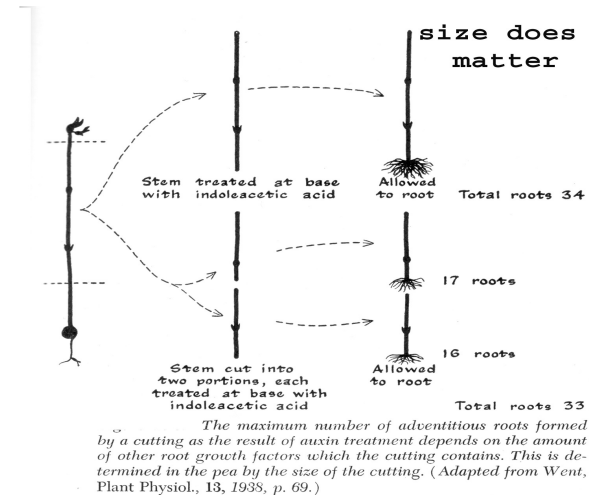 size does
matter
Stem treated at base
with indoleacetic acid
Allowed
to root
Total roots 34
17 roots
16 roots
Stem cut into
two portions, each
treated at base with
indoleacetic acid
Allowed
to root
Total roots 33
The maximum number of adventitious roots formed
by a cutting as the result of auxin treatment depends on the amount
of other root growth factors which the cutting contains. This is de-
termined in the pea by the size of the cutting. (Adapted from Went,
Plant Physiol., 13, 1938, p. 69.)